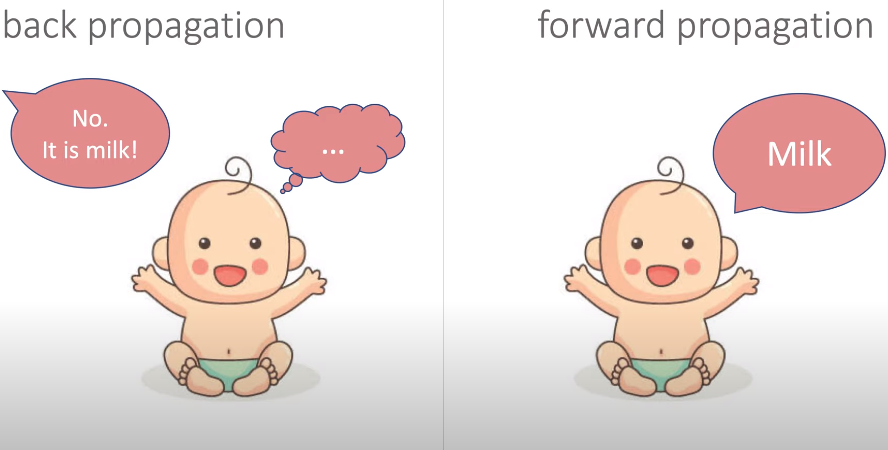 back propagation
No.
It is milk!
...
forward propagation
Milk